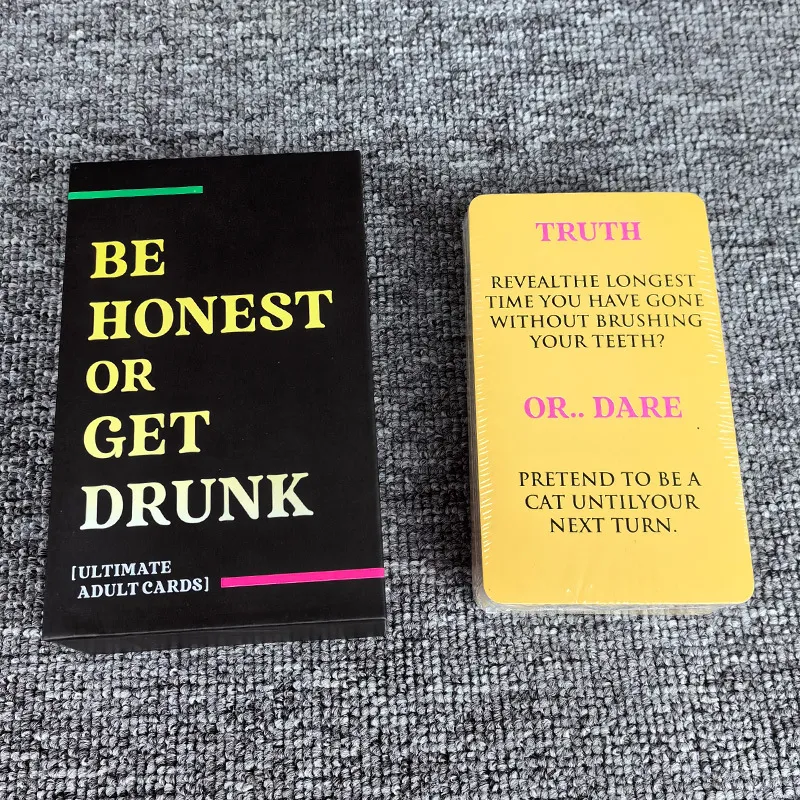 BE
HONEST
OR
GET
DRUNK
[ULTIMATE
ADULT CARDS]
TRUTH
REVEALTHE LONGEST
TIME YOU HAVE GONE
WITHOUT BRUSHING
YOUR TEETH?
OR.. DARE
PRETEND TO BE A
CAT UNTILYOUR
NEXT TURN.